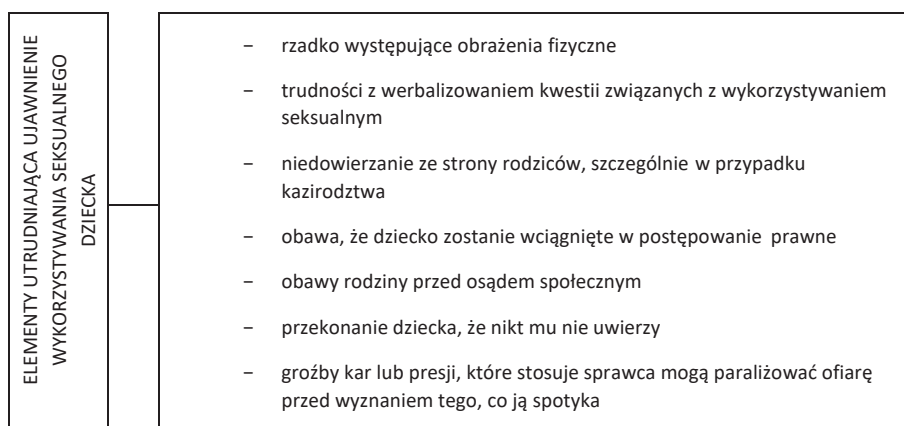 ELEMENTY UTRUDNIAJĄCA UJAWNIENIE
WYKORZYSTYWANIA SEKSUALNEGO
DZIECKA
− rzadko występujące obrażenia fizyczne
− trudności z werbalizowaniem kwestii związanych z wykorzystywaniem
seksualnym
− niedowierzanie ze strony rodziców, szczególnie w przypadku
kazirodztwa
− obawa, że dziecko zostanie wciągnięte w postępowanie prawne
− obawy rodziny przed osądem społecznym
− przekonanie dziecka, że nikt mu nie uwierzy
− groźby kar lub presji, które stosuje sprawca mogą paraliżować ofiarę
przed wyznaniem tego, co ją spotyka